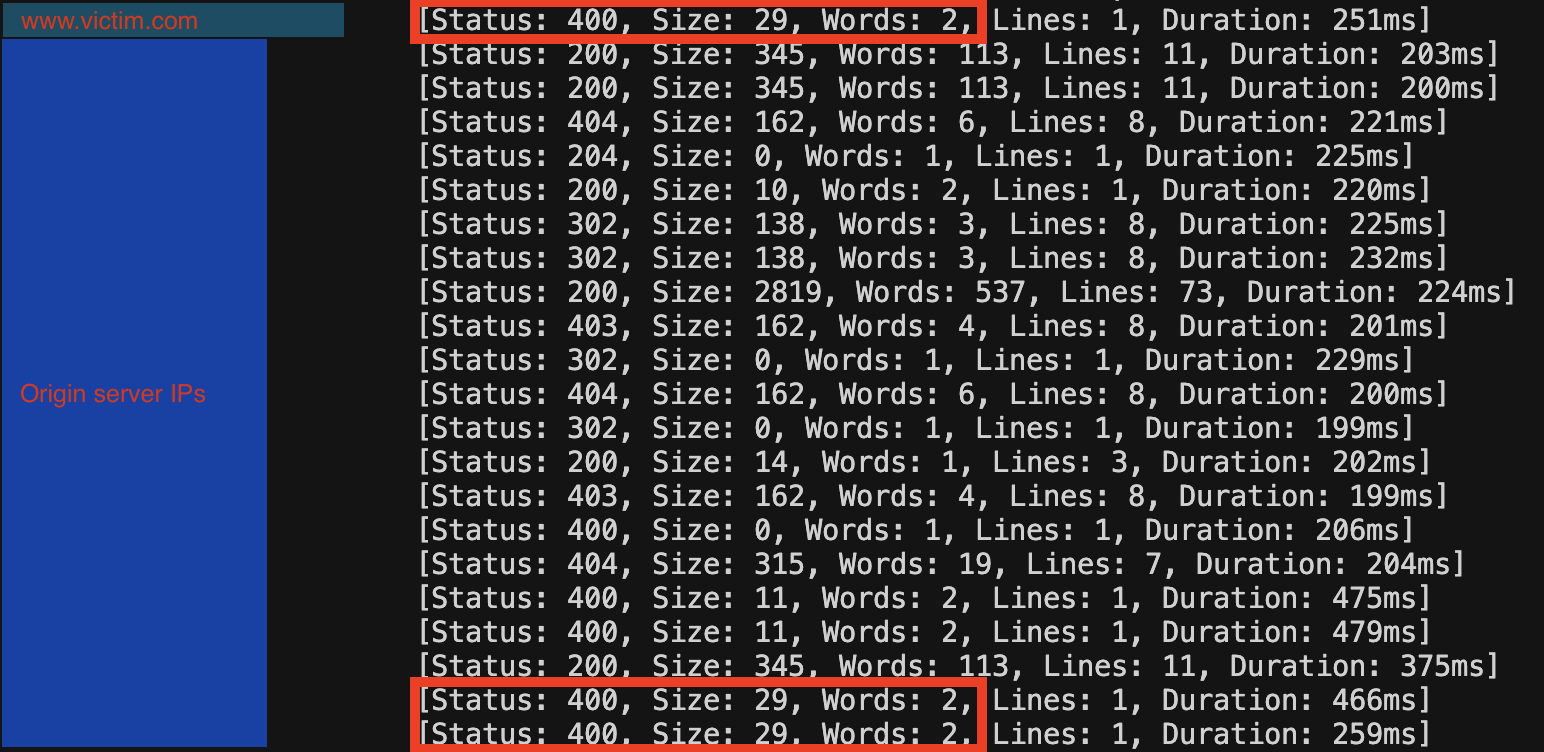 www.victim.com [Status: 400, Size: 29, Words: 2, Lines: 1, Duration: 251ms]
[Status: 200, Size: 345, Words: 113, Lines: 11, Duration: 203ms]
[Status: 200, Size: 345, Words: 113, Lines: 11, Duration: 200ms]
[Status: 404, Size: 162, Words: 6, Lines: 8, Duration: 221ms]
[Status: 204, Size: 0, Words: 1, Lines: 1, Duration: 225ms]
[Status: 200, Size: 10, Words: 2, Lines: 1, Duration: 220ms]
[Status: 302, Size: 138, Words: 3, Lines: 8, Duration: 225ms]
[Status: 302, Size: 138, Words: 3, Lines: 8, Duration: 232ms]
[Status: 200, Size: 2819, Words: 537, Lines: 73, Duration: 224ms]
[Status: 403, Size: 162, Words: 4, Lines: 8, Duration: 201ms]
[Status: 302, Size: 0, Words: 1, Lines: 1, Duration: 229ms]
Origin server IPs [Status: 404, Size: 162, Words: 6, Lines: 8, Duration: 200ms]
[Status: 302, Size: 0, Words: 1, Lines: 1, Duration: 199ms]
[Status: 200, Size: 14, Words: 1, Lines: 3, Duration: 202ms]
[Status: 403, Size: 162, Words: 4, Lines: 8, Duration: 199ms]
[Status: 400, Size: 0, Words: 1, Lines: 1, Duration: 206ms]
[Status: 404, Size: 315, Words: 19, Lines: 7, Duration: 204ms]
[Status: 400, Size: 11, Words: 2, Lines: 1, Duration: 475ms]
[Status: 400, Size: 11, Words: 2, Lines: 1, Duration: 479ms]
[Status: 200, Size: 345, Words: 113, Lines: 11, Duration: 375ms]
[Status: 400, Size: 29, Words: 2, Lines: 1, Duration: 466ms]
[Status: 400, Size: 29, Words: 2, Lines: 1, Duration: 259ms]